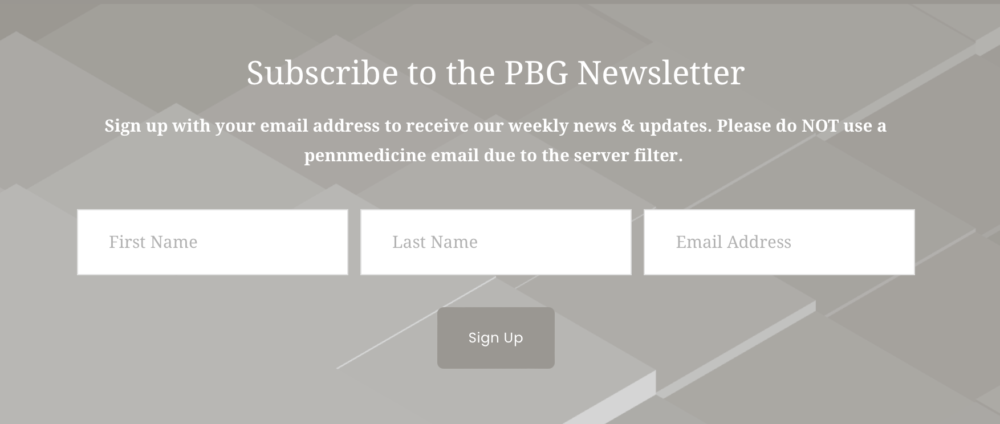 Subscribe to the PBG Newsletter
Sign up with your email address to receive our weekly news & updates. Please do NOT use a
pennmedicine email due to the server filter.
First Name
Last Name
Email Address
Sign Up